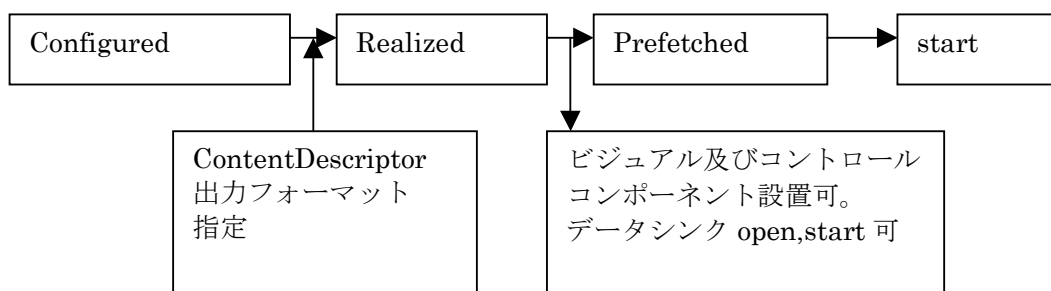 Configured
Realized
Prefetched
start
ContentDescriptor
出力フォーマット
指定
ビジュアル及びコントロール
コンポーネント設置可。
データシンク open,start 可